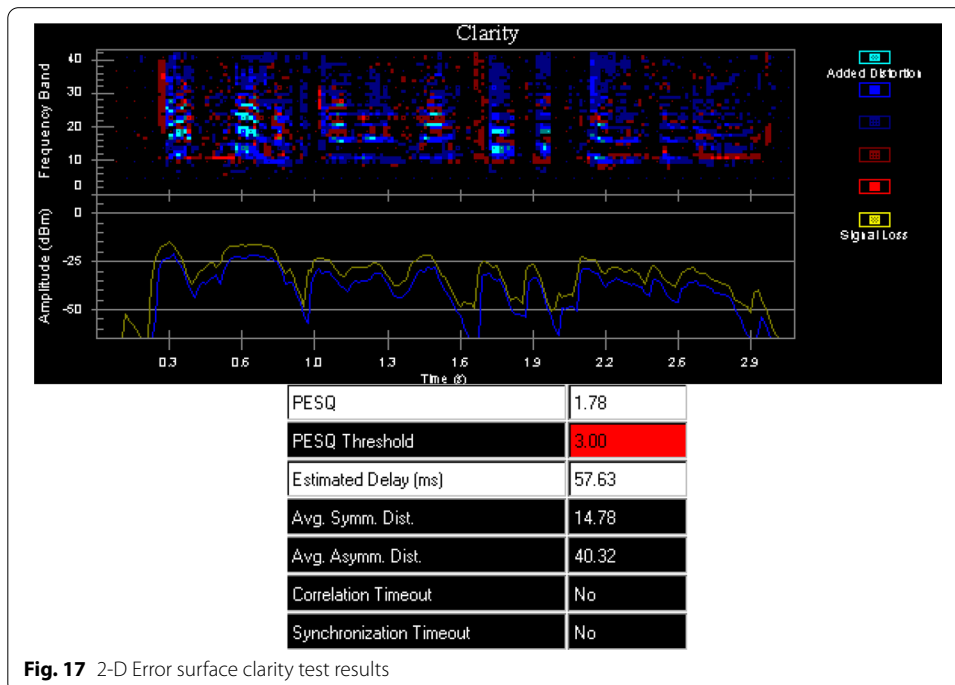 Clarity
Added Distortion
Signal Loss
Frequency Band
40
30
20
10
0
Amplitude (dBm)
0
-25
-50
0.3 0.6 1.0 1.3 1.6 1.9 2.2 2.6 2.9
Time (s)
PESQ 1.78
PESQ Threshold 3.00
Estimated Delay (ms) 57.63
Avg. Symm. Dist. 14.78
Avg. Asymm. Dist. 40.32
Correlation Timeout No
Synchronization Timeout No
Fig. 17 2-D Error surface clarity test results